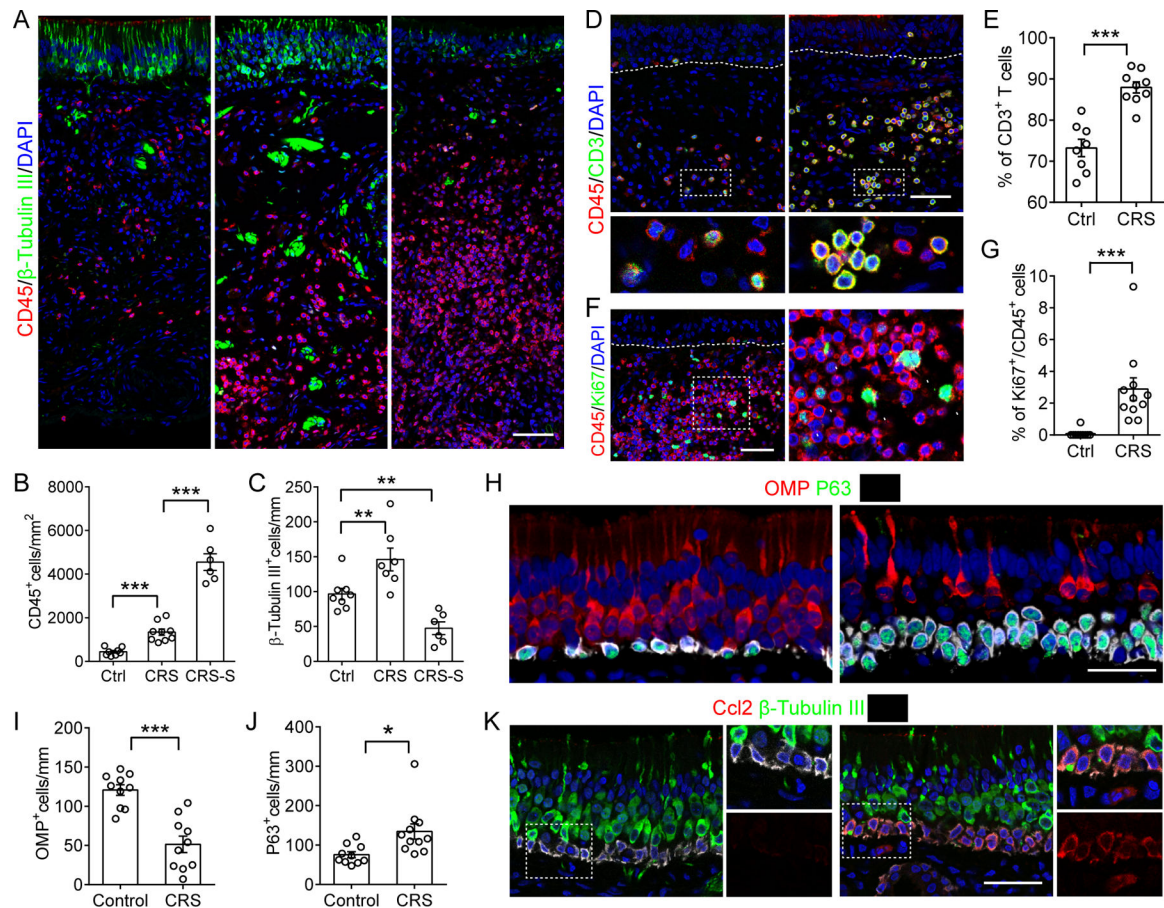 A
CD45/β-Tubulin III/DAPI
D
CD45/CD3/DAPI
E
% of CD3⁺ T cells
100
90
80
70
60
***
Ctrl CRS
F
CD45/Ki67/DAPI
G
% of Ki67⁺/CD45⁺ cells
10
8
6
4
2
0
***
Ctrl CRS
B
CD45⁺cells/mm²
8000
6000
4000
2000
0
***
***
Ctrl CRS CRS-S
C
β-Tubulin III⁺cells/mm
250
200
150
100
50
0
**
**
Ctrl CRS CRS-S
H
OMP P63
I
OMP⁺cells/mm
200
150
100
50
0
***
Control CRS
J
P63⁺cells/mm
400
300
200
100
0
*
Control CRS
K
Ccl2 β-Tubulin III